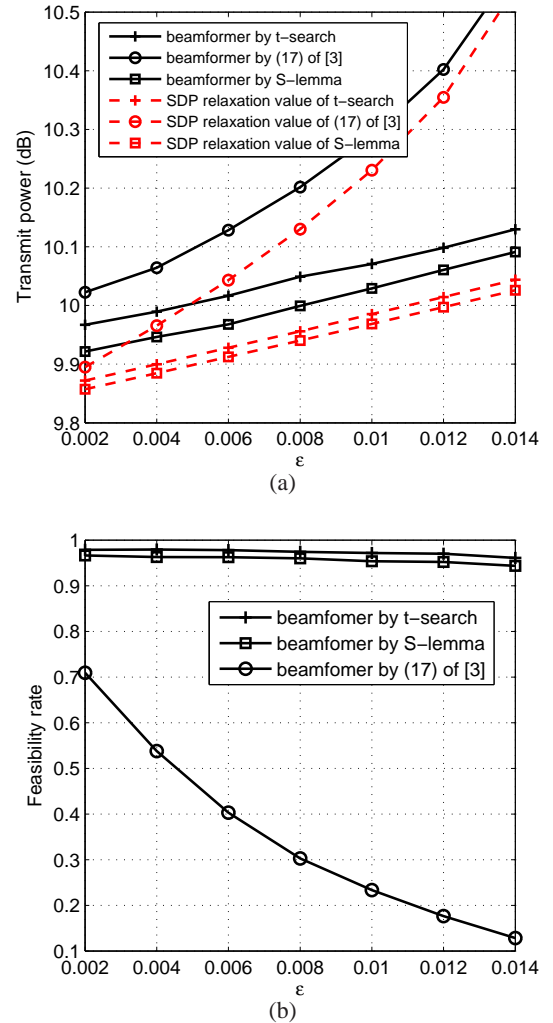 10.5
10.4
10.3
10.2
10.1
10
9.9
9.8
Transmit power (dB)
beamformer by t−search
beamformer by (17) of [3]
beamformer by S−lemma
SDP relaxation value of t−search
SDP relaxation value of (17) of [3]
SDP relaxation value of S−lemma
0.002 0.004 0.006 0.008 0.01 0.012 0.014
ε
(a)
1
0.9
0.8
0.7
0.6
0.5
0.4
0.3
0.2
0.1
Feasibility rate
beamfomer by t−search
beamfomer by S−lemma
beamfomer by (17) of [3]
0.002 0.004 0.006 0.008 0.01 0.012 0.014
ε
(b)